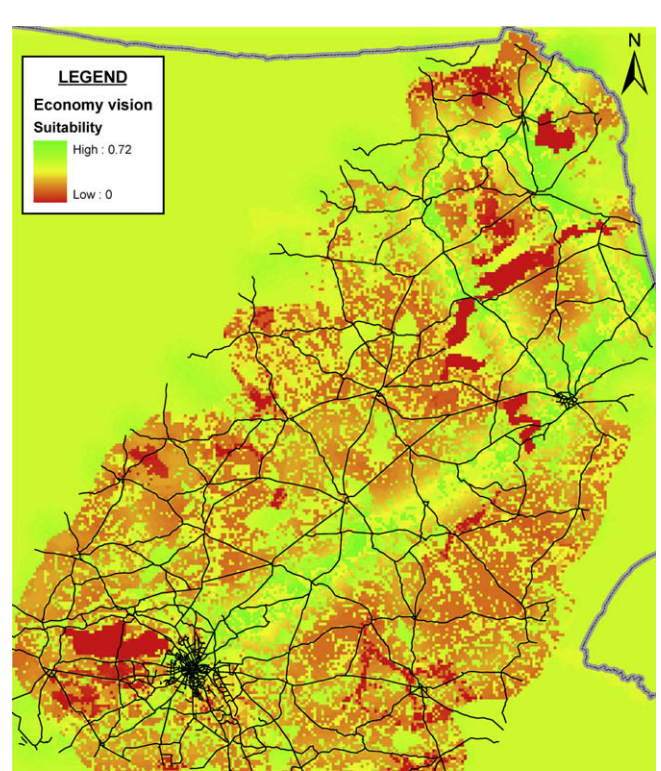 N
LEGEND
Economy vision
Suitability
High : 0.72
Low : 0